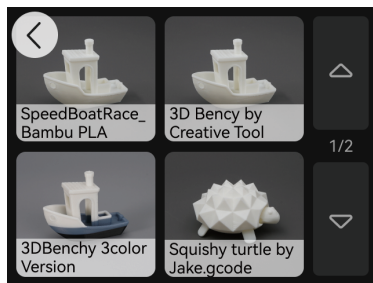 SpeedBoatRace_
Bambu PLA
3D Bency by
Creative Tool
1/2
3DBenchy 3color
Version
Squishy turtle by
Jake.gcode